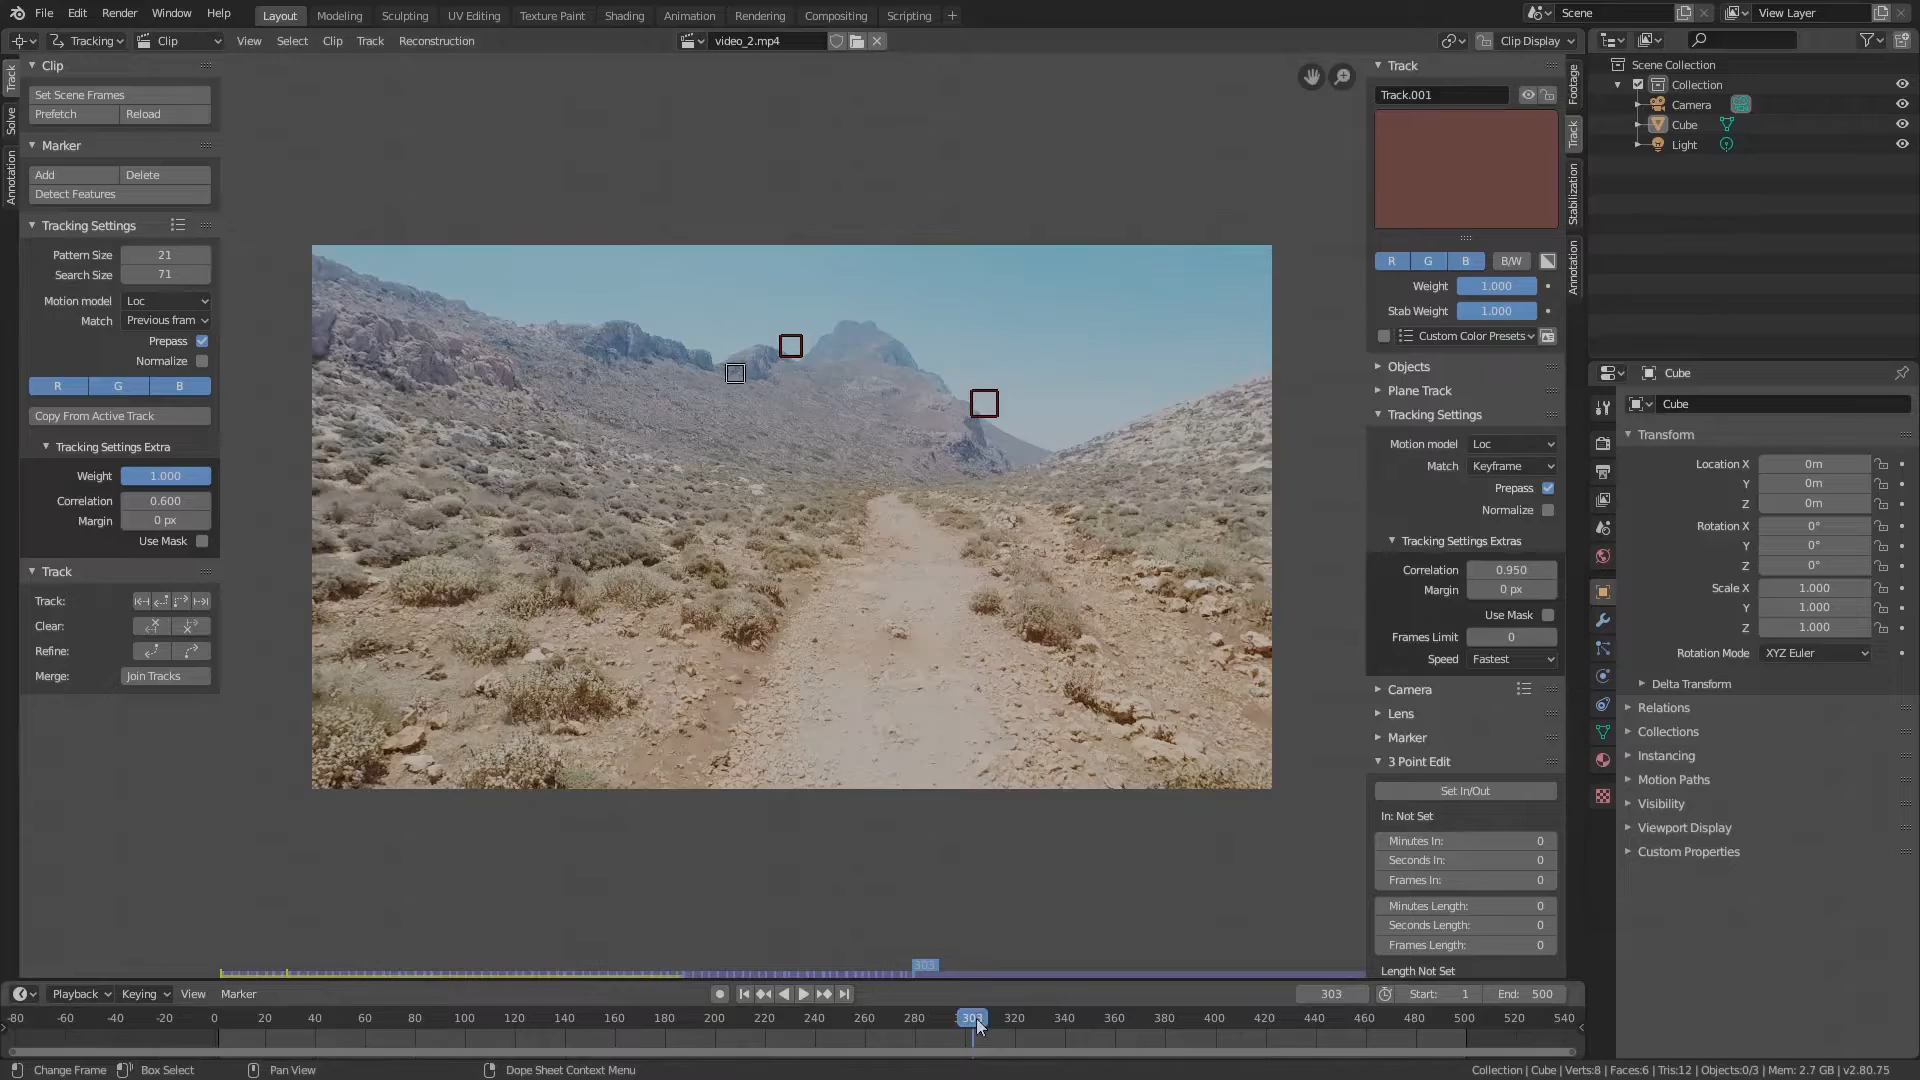 File Edit Render Window Help Layout Modeling Sculpting UV Editing Texture Paint Shading Animation Rendering Compositing Scripting + Scene View Layer
Tracking Clip View Select Clip Track Reconstruction video_2.mp4 Clip Display
Clip
Set Scene Frames
Prefetch Reload
Marker
Add Delete
Detect Features
Tracking Settings
Pattern Size 21
Search Size 71
Motion model Loc
Match Previous fram
Prepass
Normalize
R G B
Copy From Active Track
Tracking Settings Extra
Weight 1.000
Correlation 0.600
Margin 0 px
Use Mask
Track
Track:
Clear:
Refine:
Merge: Join Tracks
Track
Solve
Annotation
Track
Track.001
R G B B/W
Weight 1.000
Stab Weight 1.000
Custom Color Presets
Objects
Plane Track
Tracking Settings
Motion model Loc
Match Keyframe
Prepass
Normalize
Tracking Settings Extras
Correlation 0.950
Margin 0 px
Use Mask
Frames Limit 0
Speed Fastest
Camera
Lens
Marker
3 Point Edit
Set In/Out
In: Not Set
Minutes In: 0
Seconds In: 0
Frames In: 0
Minutes Length: 0
Seconds Length: 0
Frames Length: 0
Length Not Set
Footage
Track
Stabilization
Annotation
Scene Collection
Collection
Camera
Cube
Light
Cube
Cube
Transform
Location X 0m
Y 0m
Z 0m
Rotation X 0°
Y 0°
Z 0°
Scale X 1.000
Y 1.000
Z 1.000
Rotation Mode XYZ Euler
Delta Transform
Relations
Collections
Instancing
Motion Paths
Visibility
Viewport Display
Custom Properties
303
Playback Keying View Marker 303 Start: 1 End: 500
-80 -60 -40 -20 0 20 40 60 80 100 120 140 160 180 200 220 240 260 280 303 320 340 360 380 400 420 440 460 480 500 520 540
Change Frame Box Select Pan View Dope Sheet Context Menu Collection | Cube | Verts:8 | Faces:6 | Tris:12 | Objects:0/3 | Mem: 2.7 GB | v2.80.75